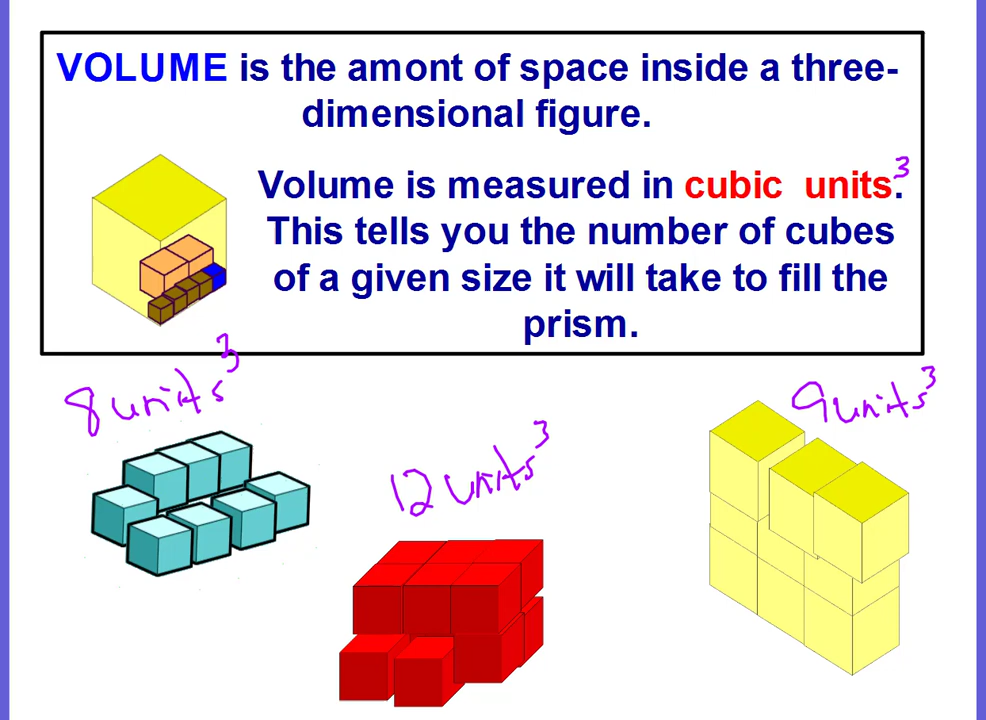 VOLUME is the amont of space inside a three-
dimensional figure.
Volume is measured in cubic units.³
This tells you the number of cubes
of a given size it will take to fill the
prism.
8 units³
12 units³
9 units³